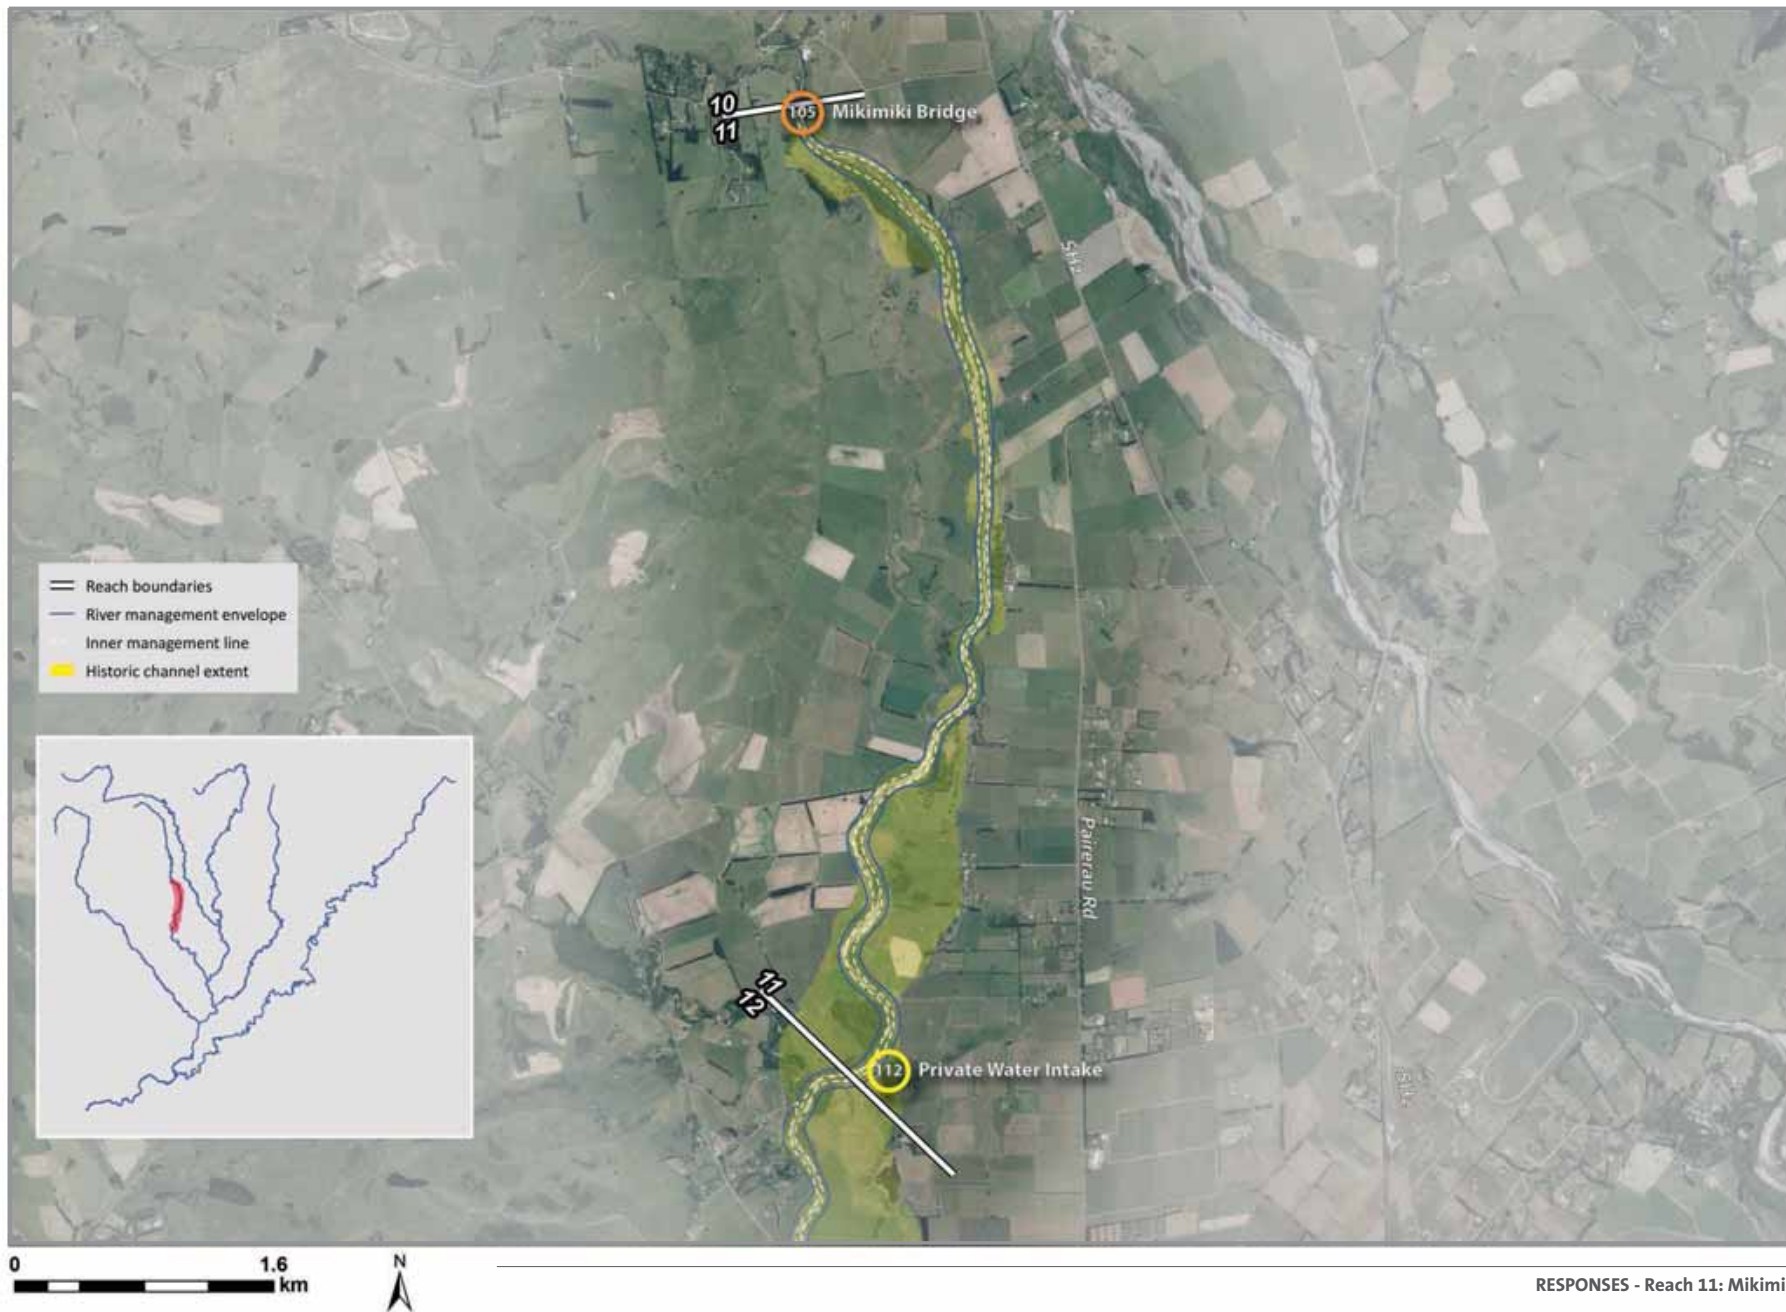 10
11
105 Mikimiki Bridge
SH2
Reach boundaries
River management envelope
Inner management line
Historic channel extent
Paierau Rd
11
12
112 Private Water Intake
0 1.6
km
N
RESPONSES - Reach 11: Mikimi